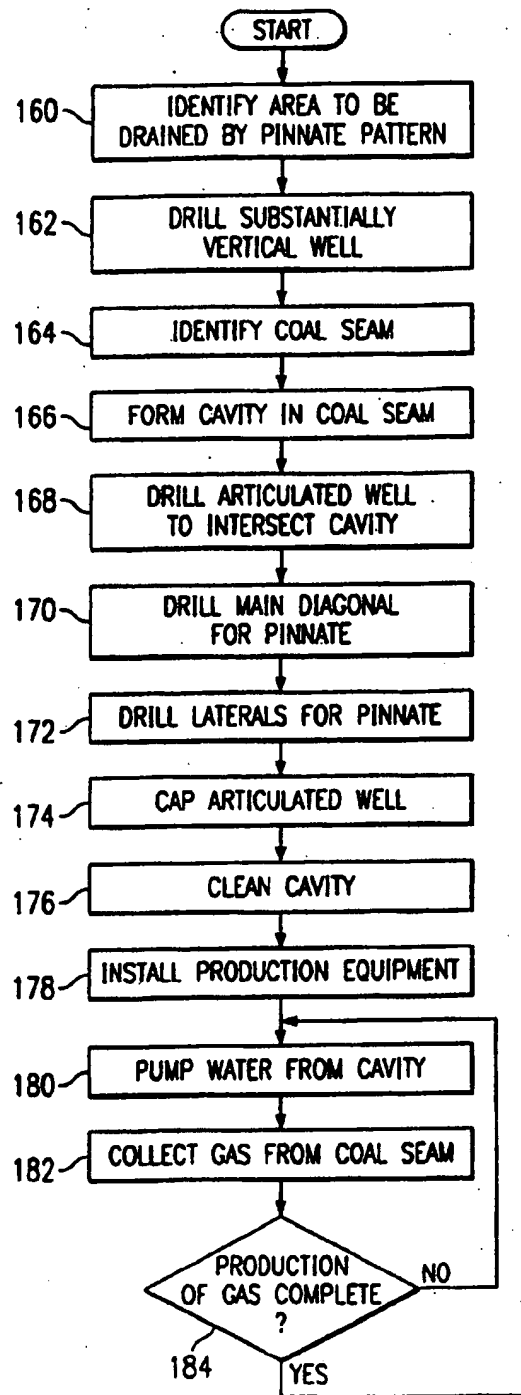 START
160
IDENTIFY AREA TO BE
DRAINED BY PINNATE PATTERN
162
DRILL SUBSTANTIALLY
VERTICAL WELL
164
IDENTIFY COAL SEAM
166
FORM CAVITY IN COAL SEAM
168
DRILL ARTICULATED WELL
TO INTERSECT CAVITY
170
DRILL MAIN DIAGONAL
FOR PINNATE
172
DRILL LATERALS FOR PINNATE
174
CAP ARTICULATED WELL
176
CLEAN CAVITY
178
INSTALL PRODUCTION EQUIPMENT
180
PUMP WATER FROM CAVITY
182
COLLECT GAS FROM COAL SEAM
PRODUCTION
OF GAS COMPLETE
?
NO
184
YES